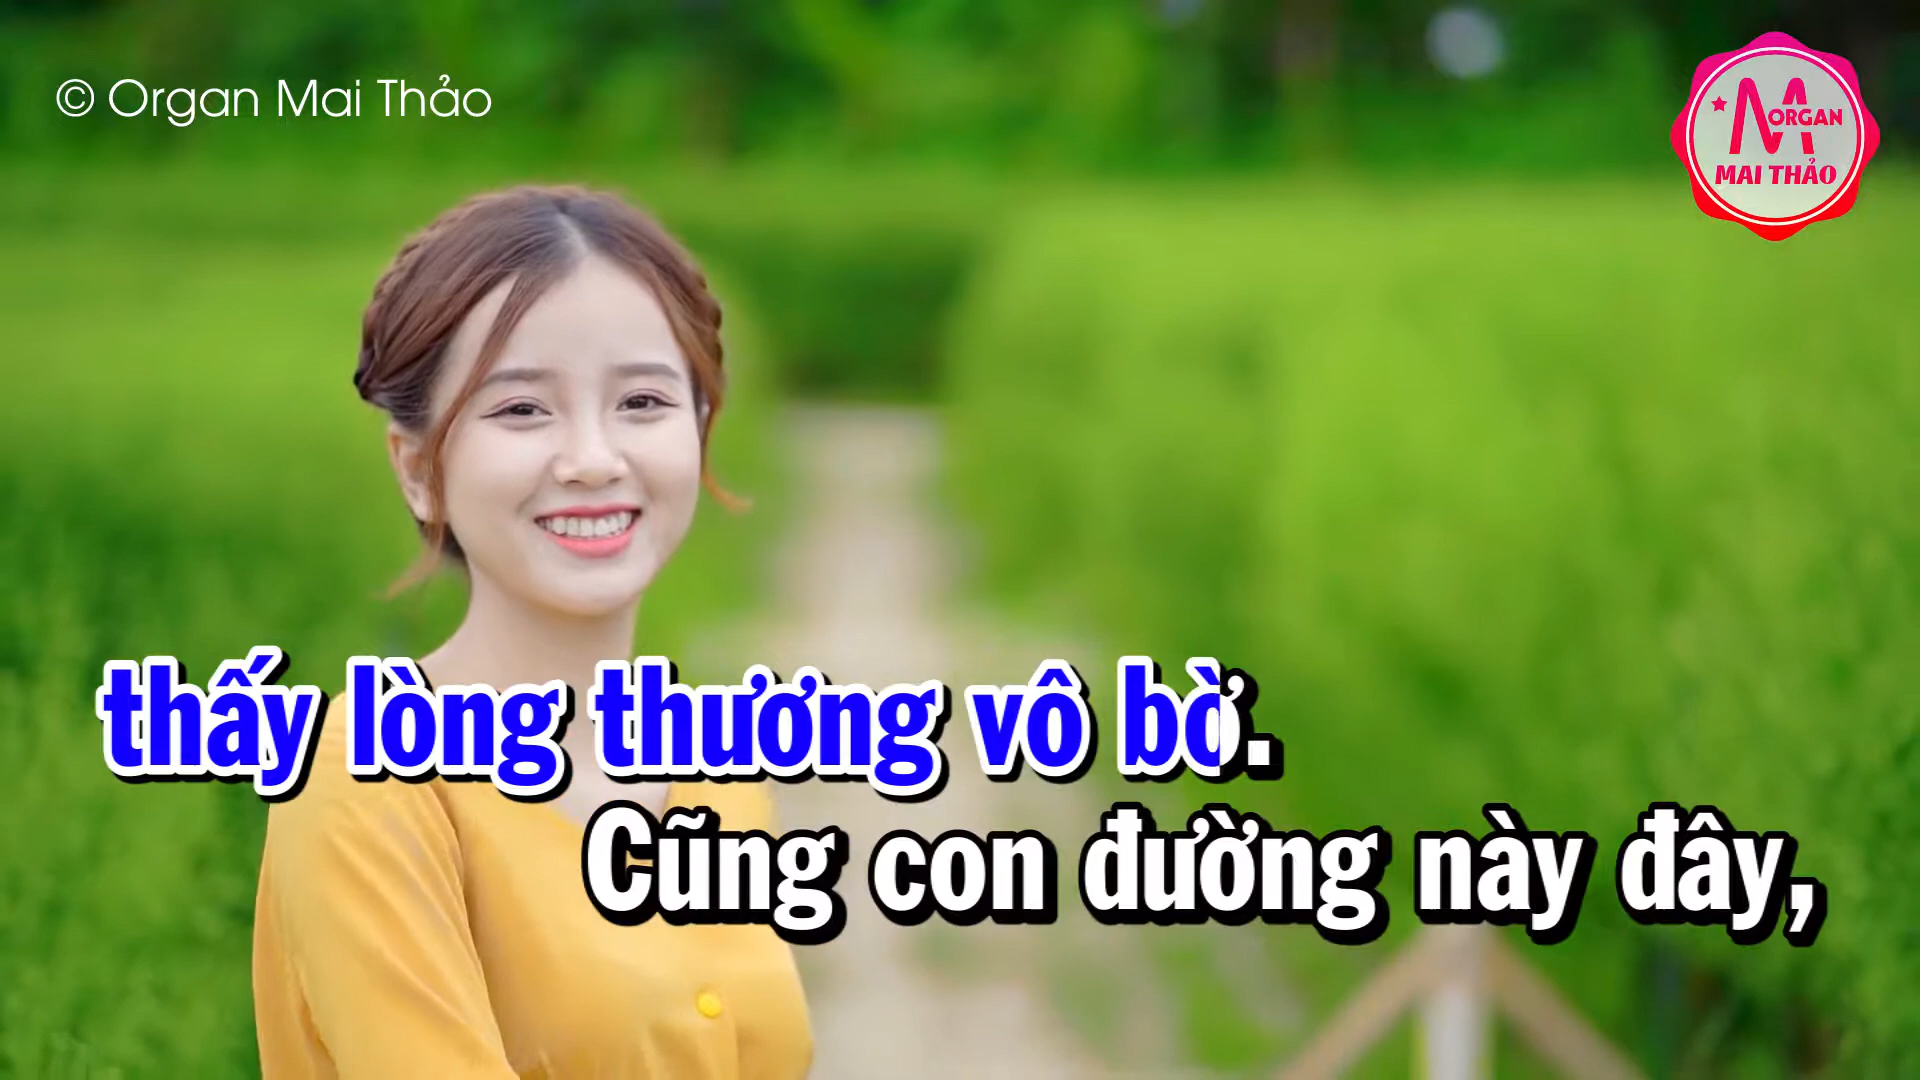 © Organ Mai Thảo
M ORGAN
MAI THẢO
thấy lòng thương vô bờ.
Cũng con đường này đây,